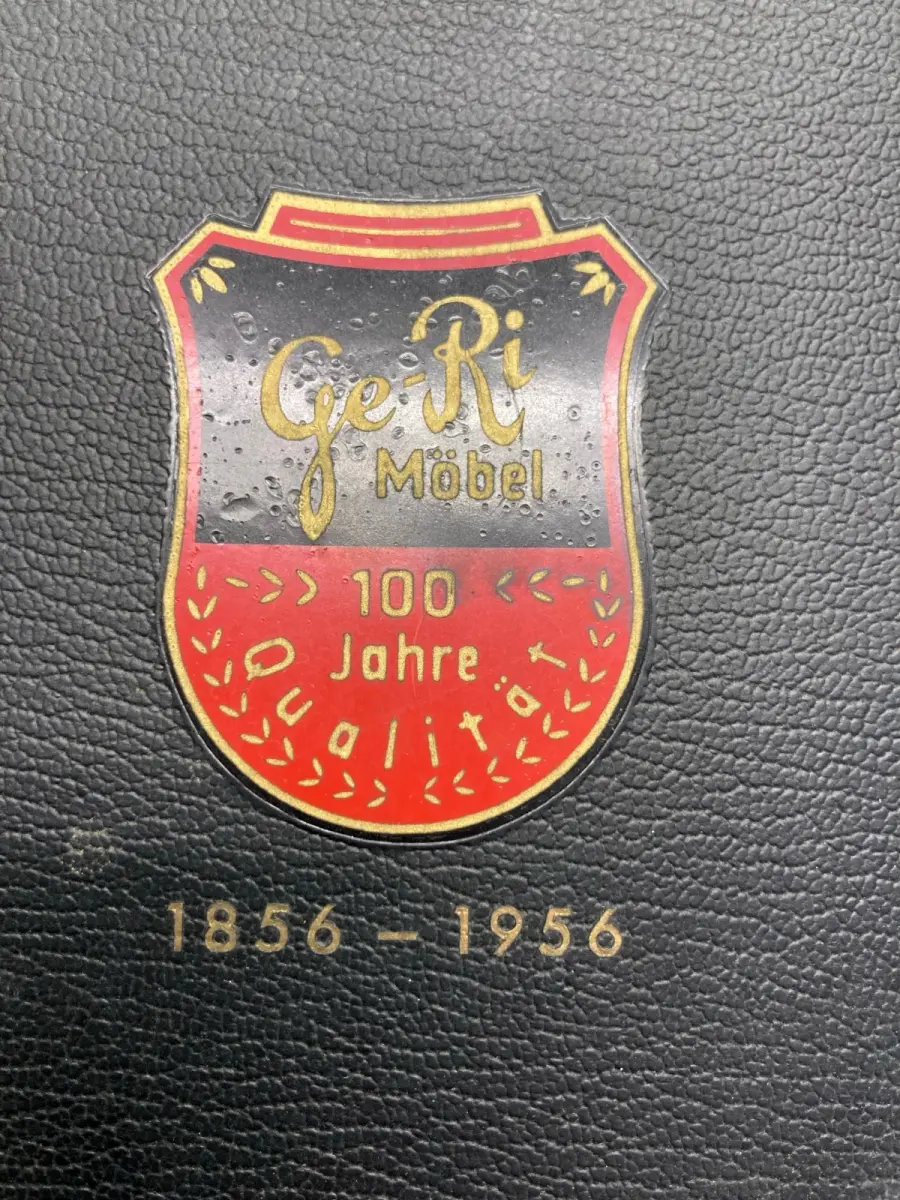 Ge-Ri
Möbel
100
Jahre
Qualität
1856 – 1956